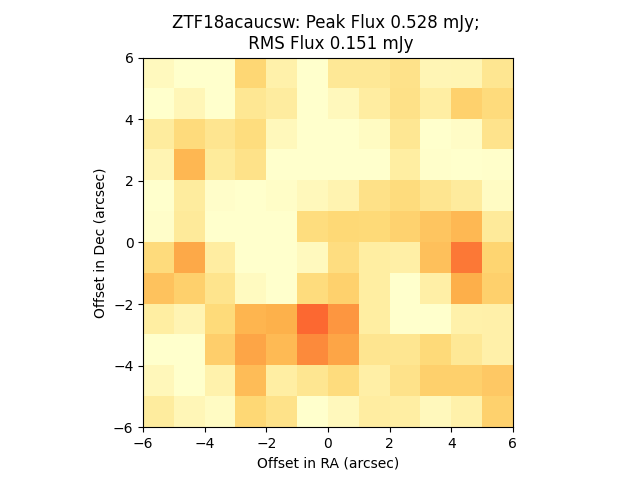 ZTF18acaucsw: Peak Flux 0.528 mJy;
RMS Flux 0.151 mJy
6
4
2
0
−2
−4
−6
Offset in Dec (arcsec)
−6 −4 −2 0 2 4 6
Offset in RA (arcsec)